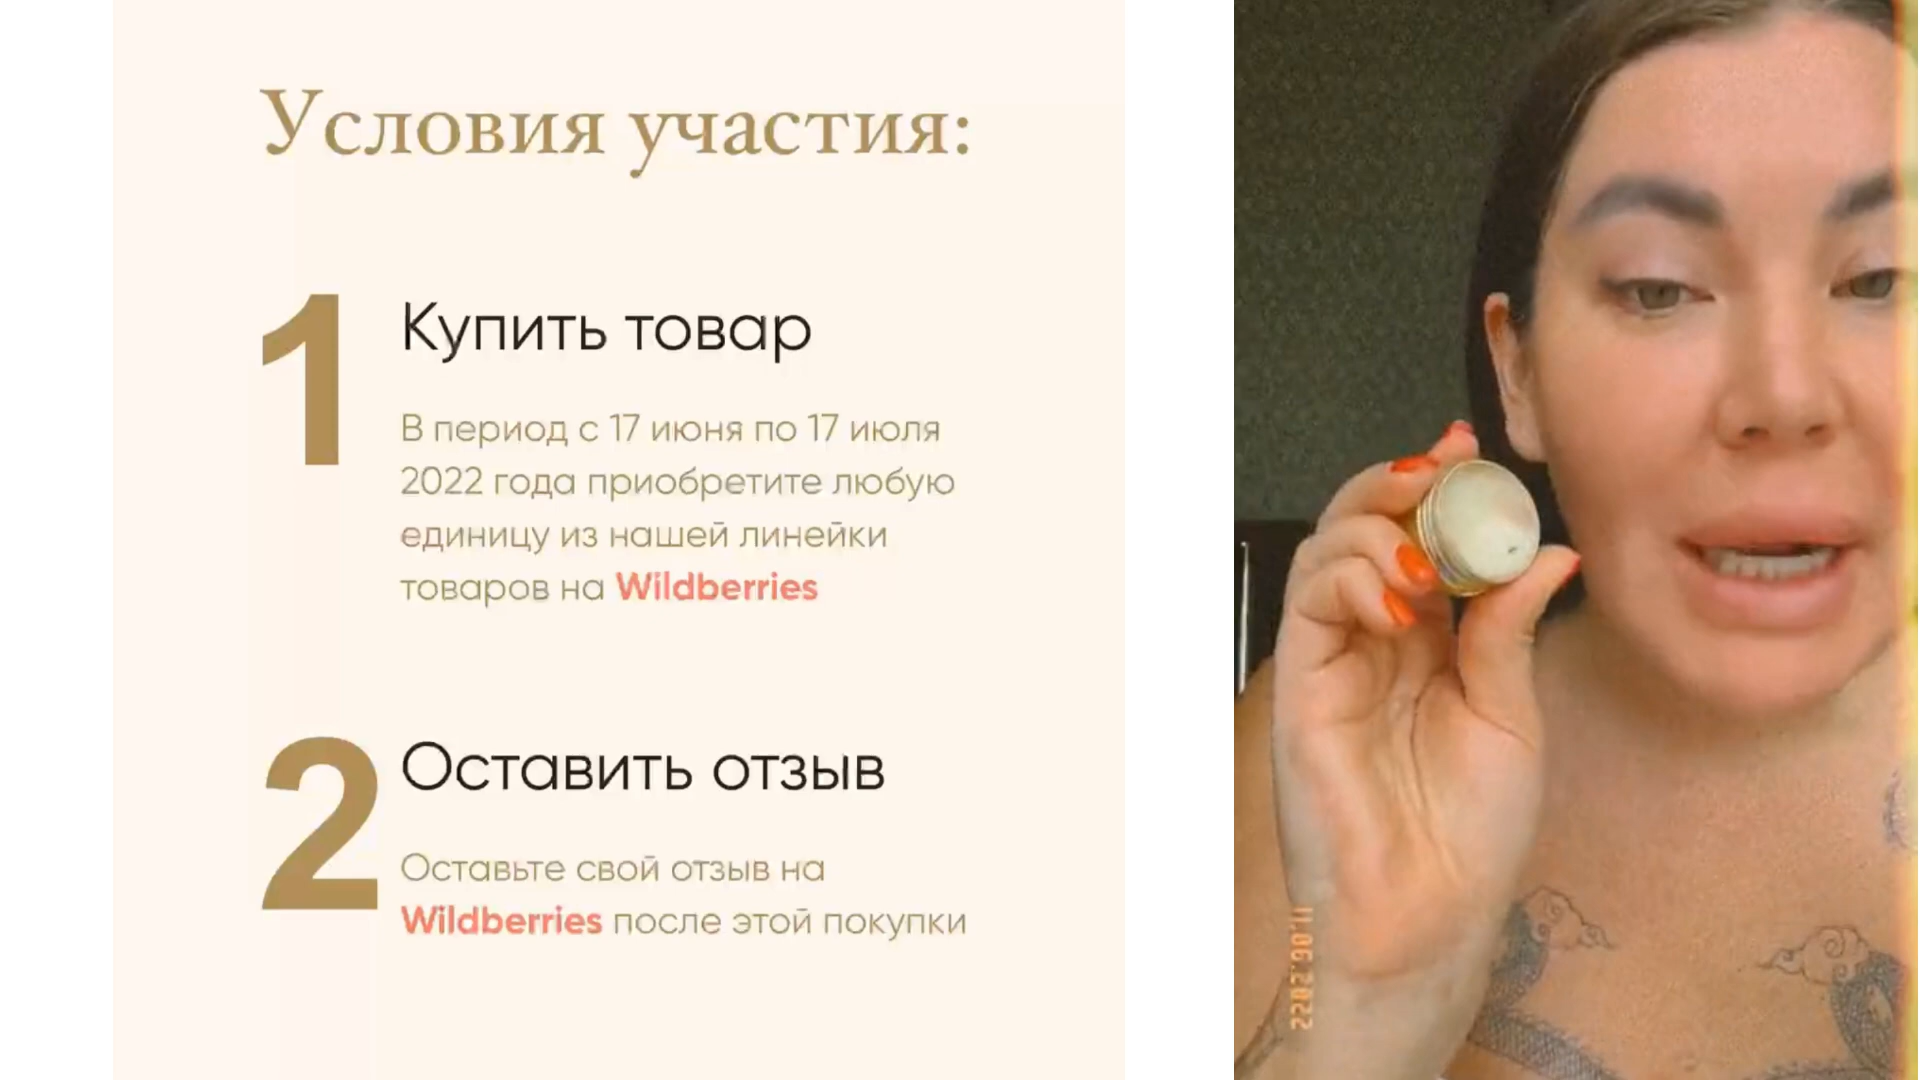 Условия участия:
1
Купить товар
В период с 17 июня по 17 июля
2022 года приобретите любую
единицу из нашей линейки
товаров на Wildberries
2
Оставить отзыв
Оставьте свой отзыв на
Wildberries после этой покупки
11.06.2022